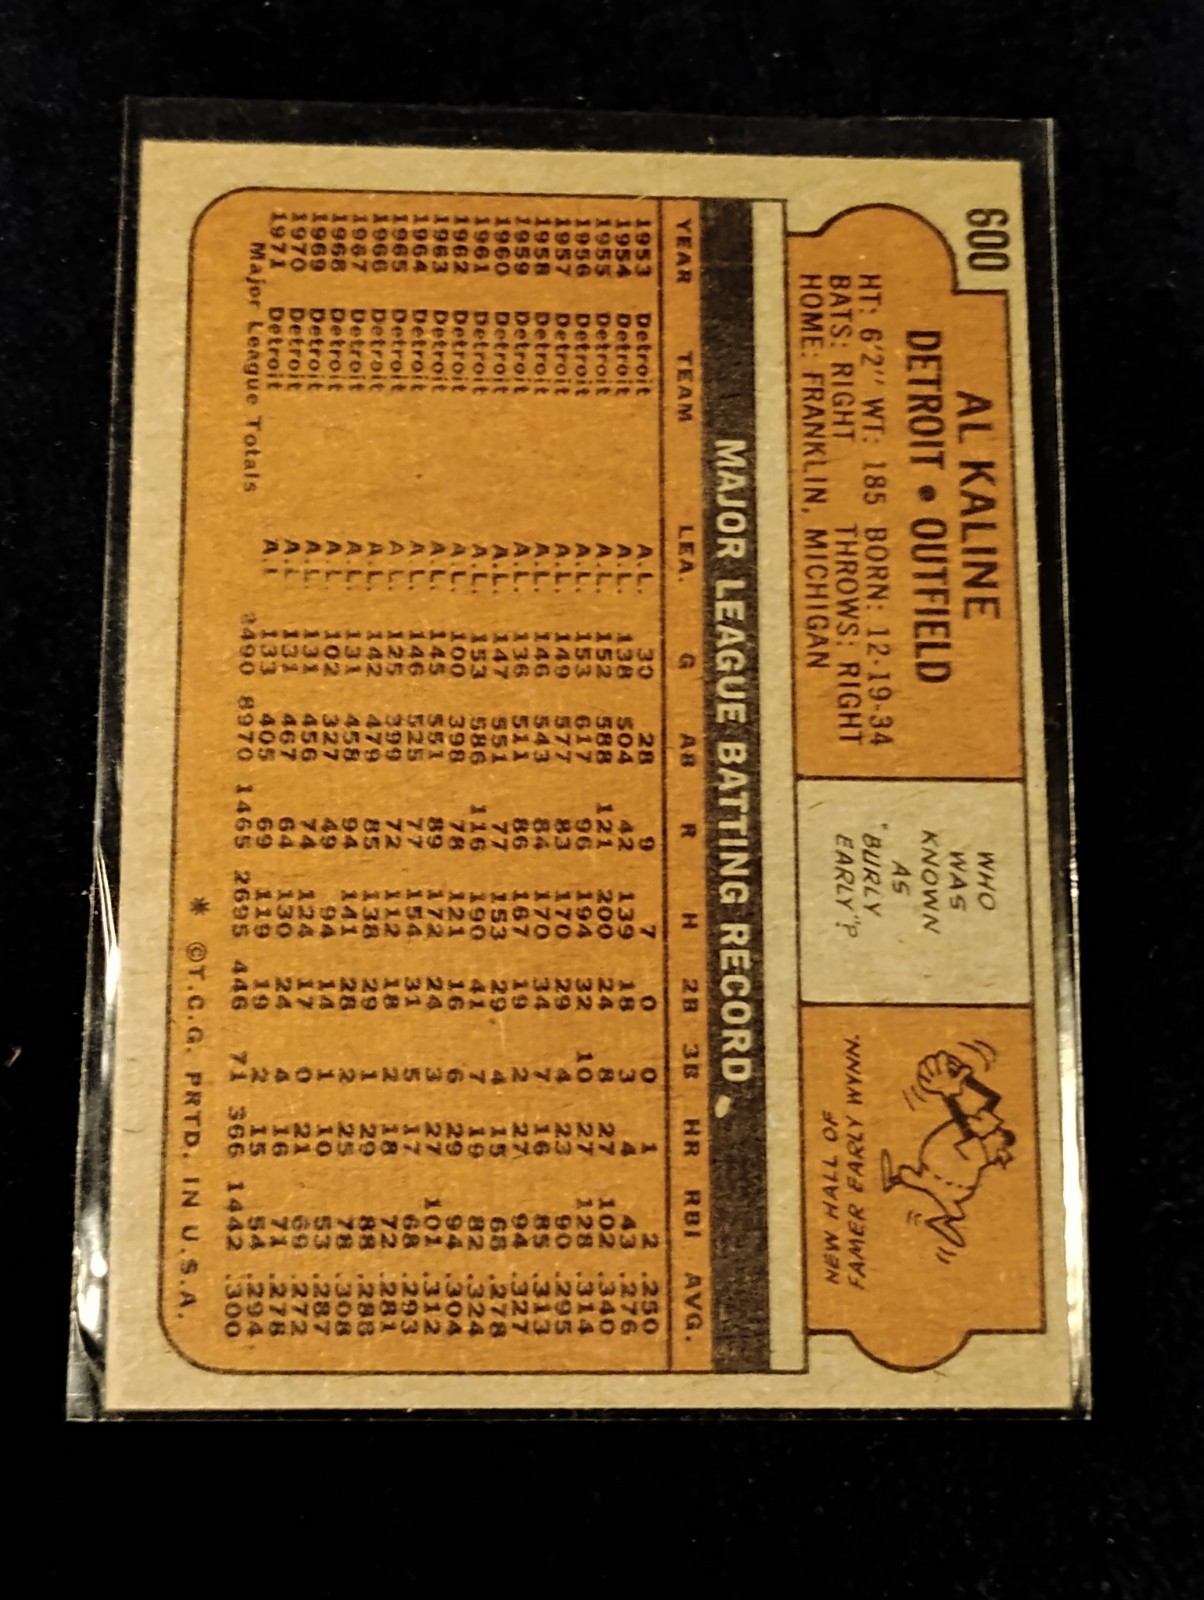 600
AL KALINE
DETROIT • OUTFIELD
HT: 6'2" WT: 185 BORN: 12-19-34
BATS: RIGHT THROWS: RIGHT
HOME: FRANKLIN, MICHIGAN
WHO
WAS
KNOWN
AS
"BURLY
EARLY"?
NEW HALL OF
FAMER EARLY WYNN.
MAJOR LEAGUE BATTING RECORD
YEAR TEAM LEA. G AB R H 2B 3B HR RBI AVG.
1953 Detroit A.L. 30 28 9 7 0 0 1 2 .250
1954 Detroit A.L. 138 504 42 139 18 3 4 43 .276
1955 Detroit A.L. 152 588 121 200 24 8 27 102 .340
1956 Detroit A.L. 153 617 96 194 32 10 27 128 .314
1957 Detroit A.L. 149 577 83 170 29 4 23 90 .295
1958 Detroit A.L. 146 543 84 170 34 7 16 85 .313
1959 Detroit A.L. 136 511 86 167 19 2 27 94 .327
1960 Detroit A.L. 147 551 77 153 29 4 15 68 .278
1961 Detroit A.L. 153 586 116 190 41 7 19 82 .324
1962 Detroit A.L. 100 398 78 121 16 6 29 94 .304
1963 Detroit A.L. 145 551 89 172 24 3 27 101 .312
1964 Detroit A.L. 146 525 77 154 31 5 17 68 .293
1965 Detroit A.L. 125 399 72 112 18 2 18 72 .281
1966 Detroit A.L. 142 479 85 138 29 1 29 88 .288
1967 Detroit A.L. 131 458 94 141 28 2 25 78 .308
1968 Detroit A.L. 102 327 49 94 14 1 10 53 .287
1969 Detroit A.L. 131 456 74 124 17 0 21 69 .272
1970 Detroit A.L. 131 467 64 130 24 4 16 71 .278
1971 Detroit A.L. 133 405 69 119 19 2 15 54 .294
Major League Totals 2490 8970 1465 2695 446 71 366 1442 .300
* ©T.C.G. PRTD. IN U.S.A.